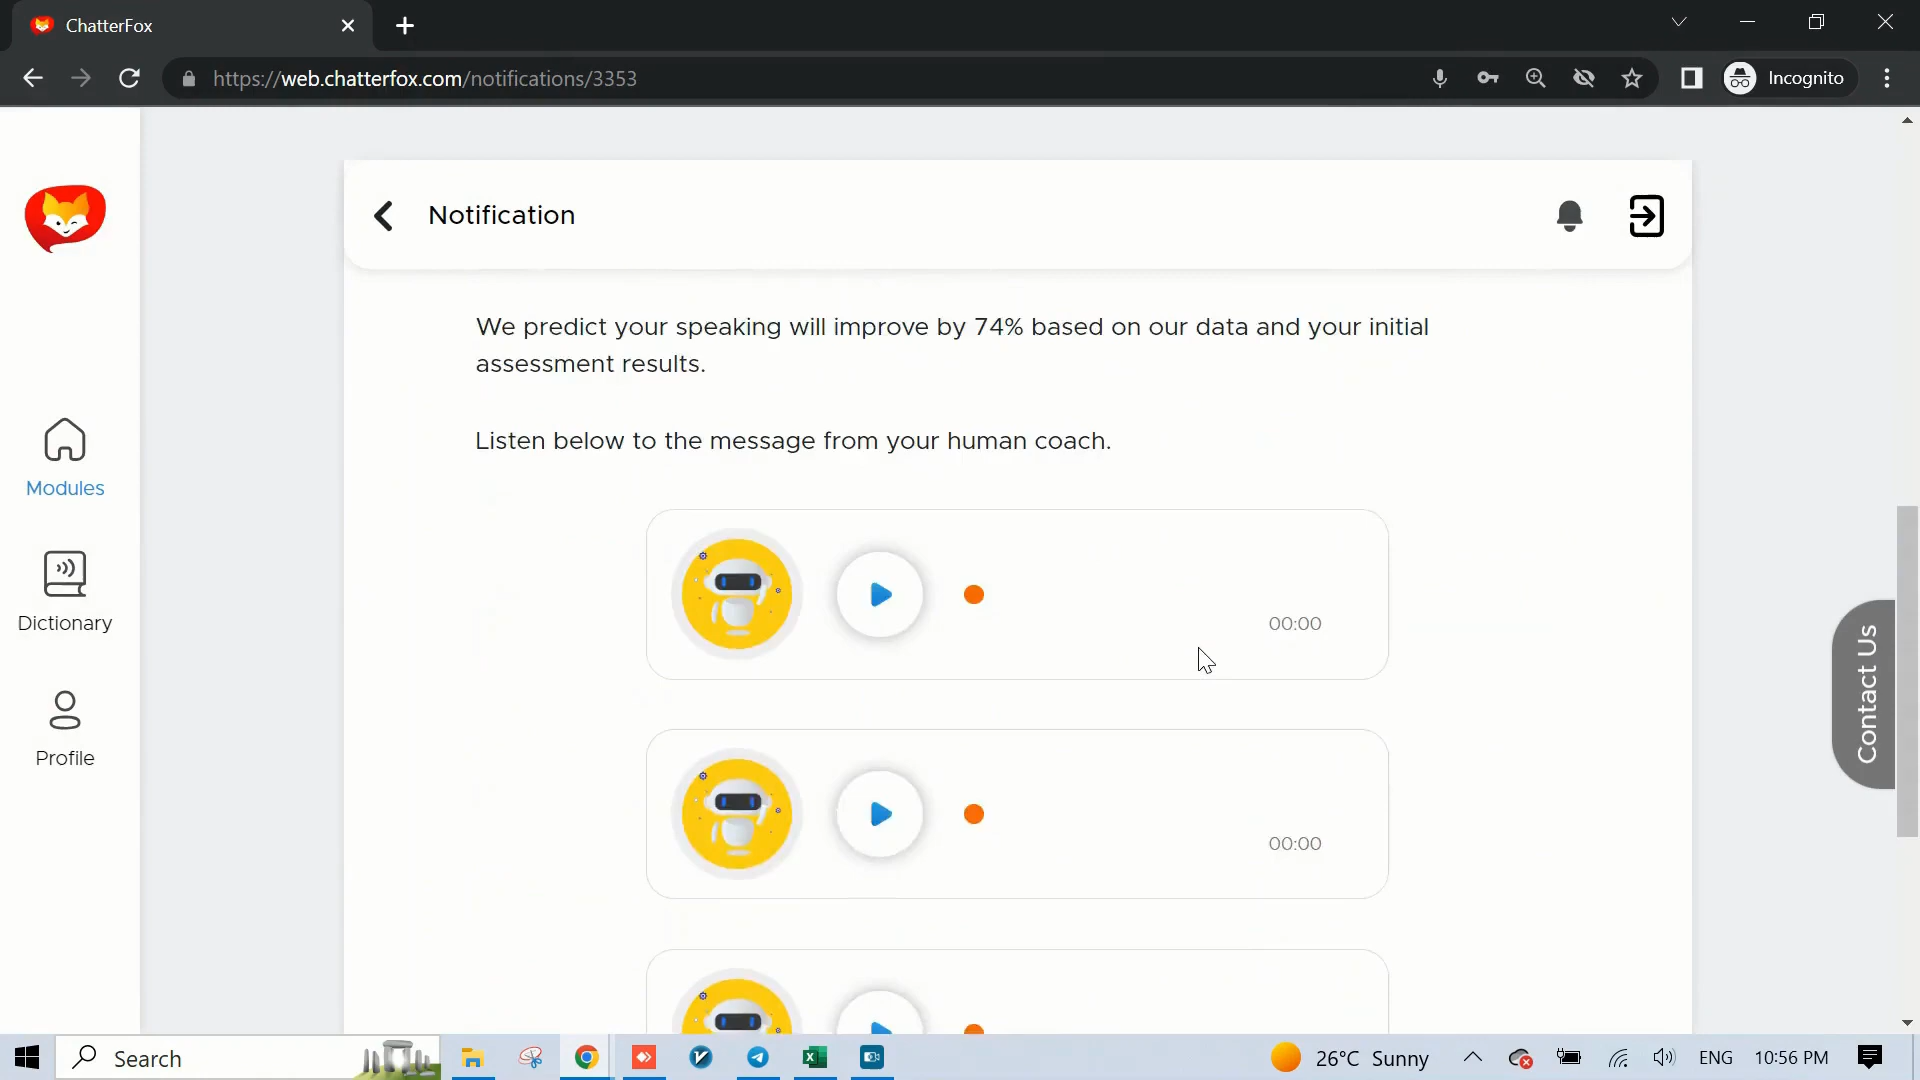 ChatterFox
https://web.chatterfox.com/notifications/3353
Incognito
Notification
We predict your speaking will improve by 74% based on our data and your initial
assessment results.
Listen below to the message from your human coach.
Modules
Dictionary
Profile
00:00
00:00
Contact Us
Search
26°C Sunny
ENG
10:56 PM